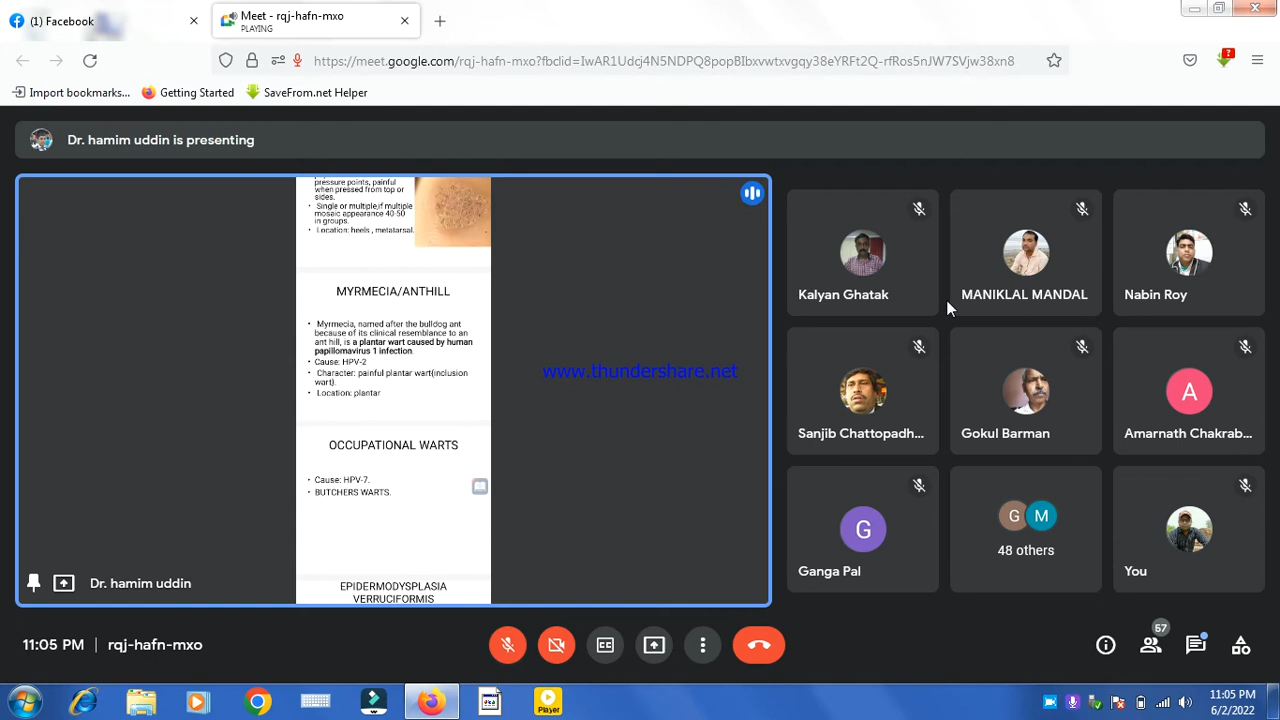 (1) Facebook
Meet - rqj-hafn-mxo
PLAYING
https://meet.google.com/rqj-hafn-mxo?fbclid=IwAR1Udcj4N5NDPQ8popBIbxvwtxvgqy38eYRFt2Q-rfRos5nJW7SVjw38xn8
Import bookmarks...
Getting Started
SaveFrom.net Helper
Dr. hamim uddin is presenting
pressure points, painful
when pressed from top or
sides.
• Single or multiple,if multiple
mosaic appearance 40-50
in groups.
• Location: heels , metatarsal.
MYRMECIA/ANTHILL
• Myrmecia, named after the bulldog ant
because of its clinical resemblance to an
ant hill, is a plantar wart caused by human
papillomavirus 1 infection.
• Cause: HPV-2
• Character: painful plantar wart(inclusion
wart).
• Location: plantar
OCCUPATIONAL WARTS
• Cause: HPV-7.
• BUTCHERS WARTS.
EPIDERMODYSPLASIA
VERRUCIFORMIS
www.thundershare.net
Dr. hamim uddin
Kalyan Ghatak
MANIKLAL MANDAL
Nabin Roy
Sanjib Chattopadh...
Gokul Barman
A
Amarnath Chakrab...
G
Ganga Pal
G M
48 others
You
11:05 PM | rqj-hafn-mxo
CC
57
Player
11:05 PM
6/2/2022